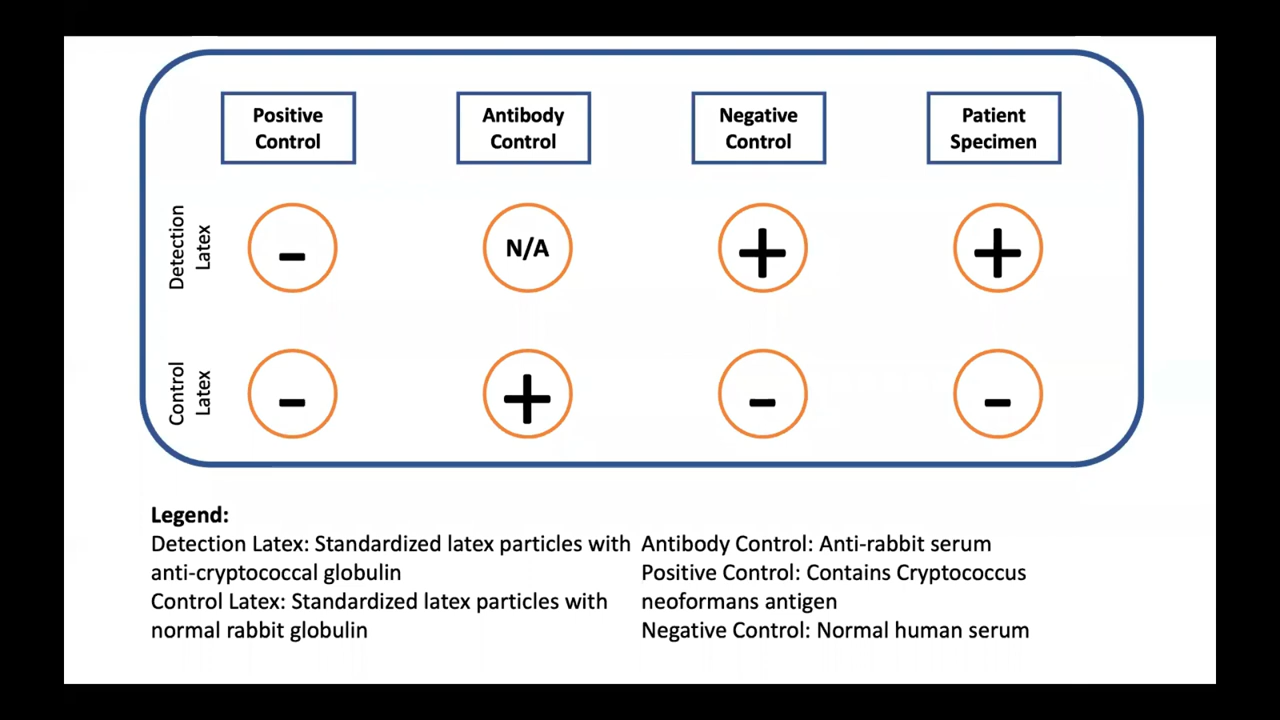 Positive
Control
Antibody
Control
Negative
Control
Patient
Specimen
Detection
Latex
-
N/A
+
+
Control
Latex
-
+
-
-
Legend:
Detection Latex: Standardized latex particles with
anti-cryptococcal globulin
Control Latex: Standardized latex particles with
normal rabbit globulin
Antibody Control: Anti-rabbit serum
Positive Control: Contains Cryptococcus
neoformans antigen
Negative Control: Normal human serum